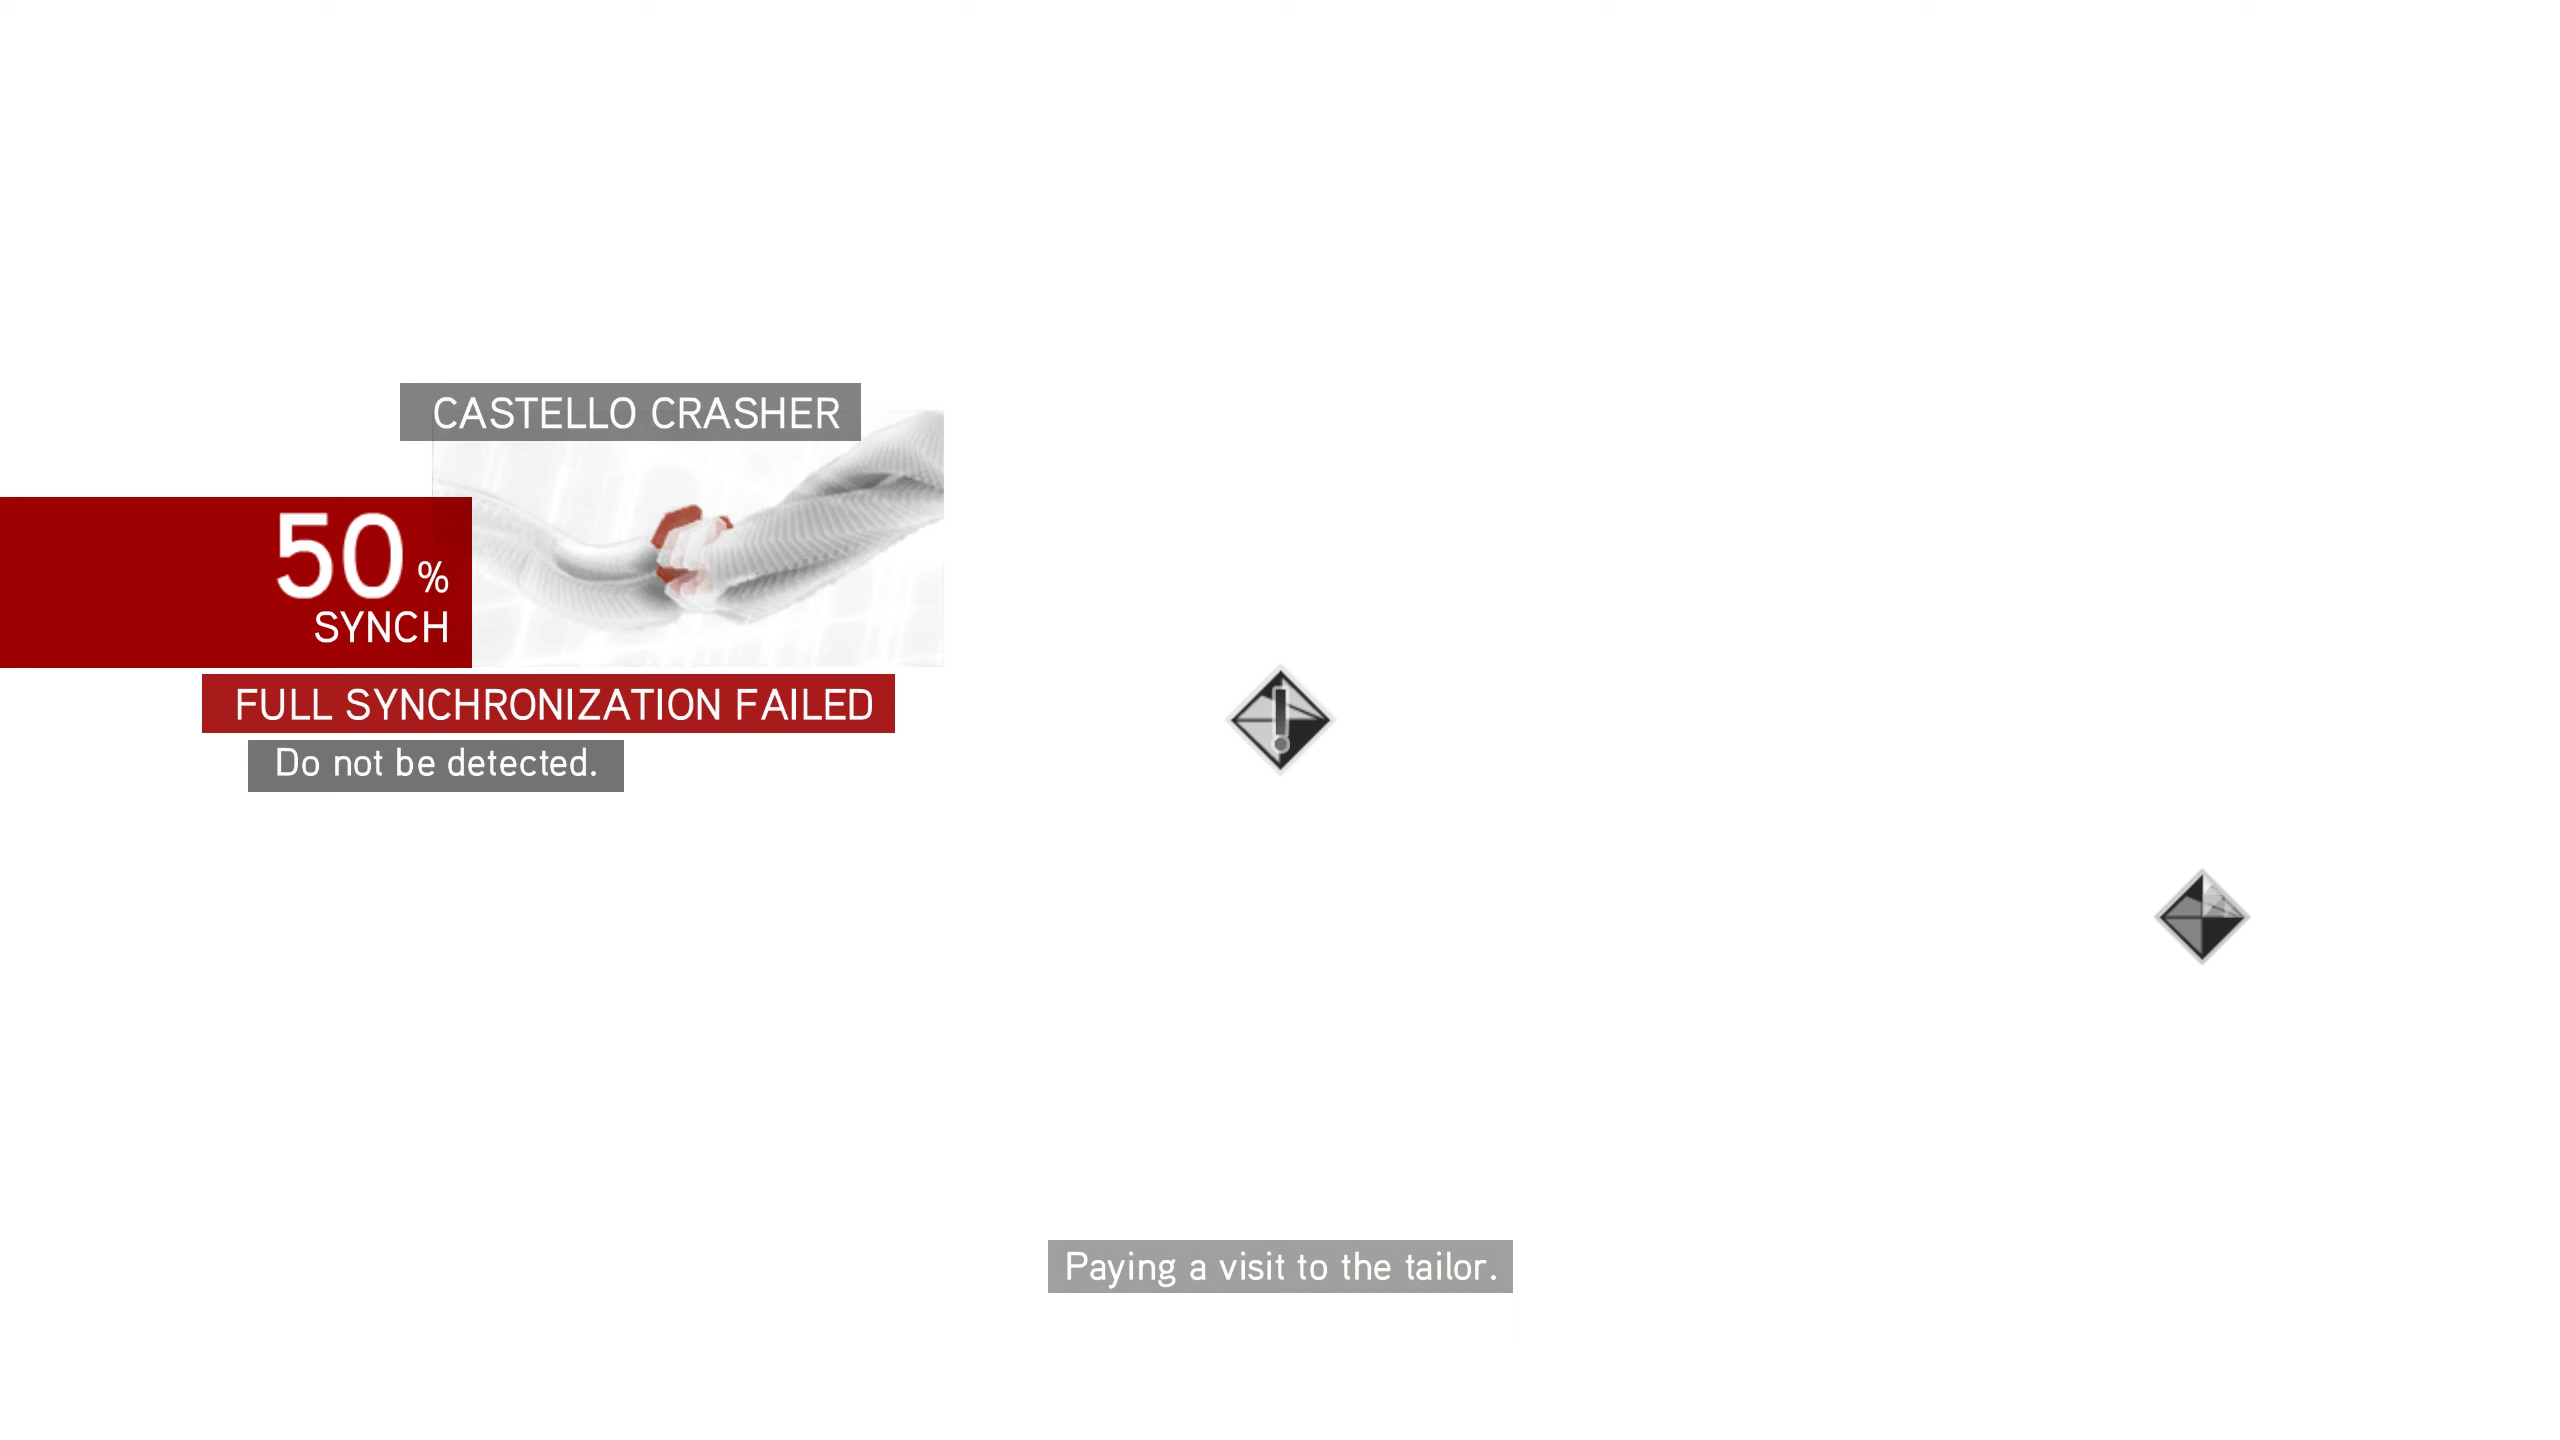 CASTELLO CRASHER
50 %
SYNCH
FULL SYNCHRONIZATION FAILED
Do not be detected.
Paying a visit to the tailor.